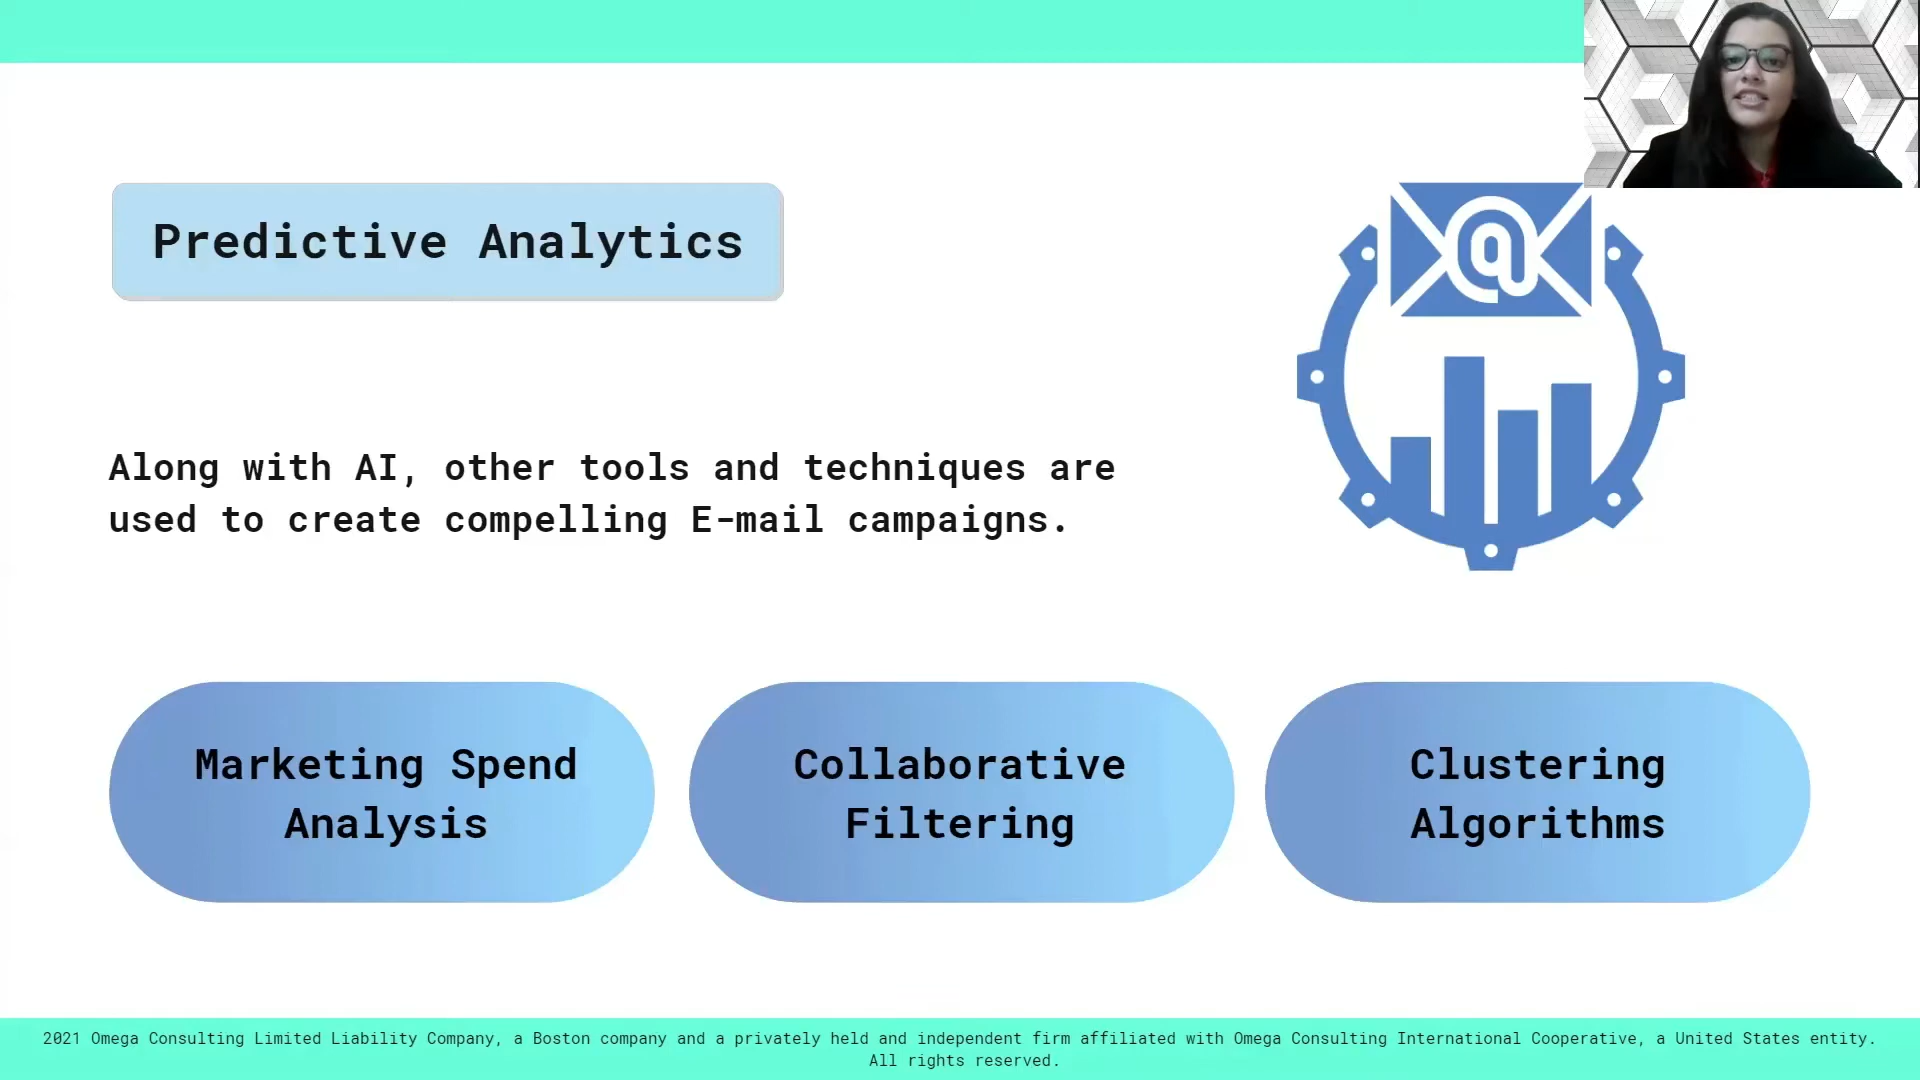 Predictive Analytics
Along with AI, other tools and techniques are
used to create compelling E-mail campaigns.
Marketing Spend
Analysis
Collaborative
Filtering
Clustering
Algorithms
2021 Omega Consulting Limited Liability Company, a Boston company and a privately held and independent firm affiliated with Omega Consulting International Cooperative, a United States entity.
All rights reserved.